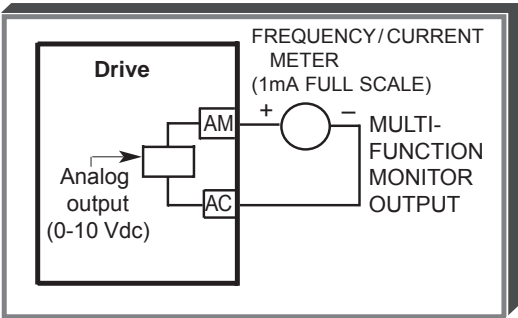 FREQUENCY/CURRENT
METER
(1mA FULL SCALE)
Drive
+
–
AM
MULTI-
FUNCTION
MONITOR
OUTPUT
Analog
output
(0-10 Vdc)
AC